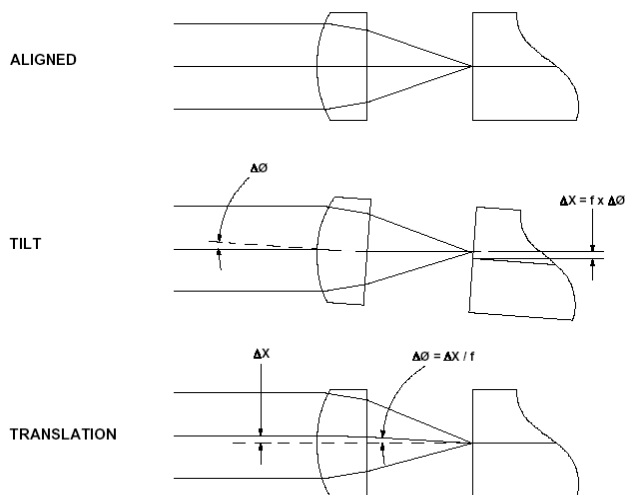 ALIGNED
ΔØ
ΔX = f x ΔØ
TILT
ΔX
ΔØ = ΔX / f
TRANSLATION